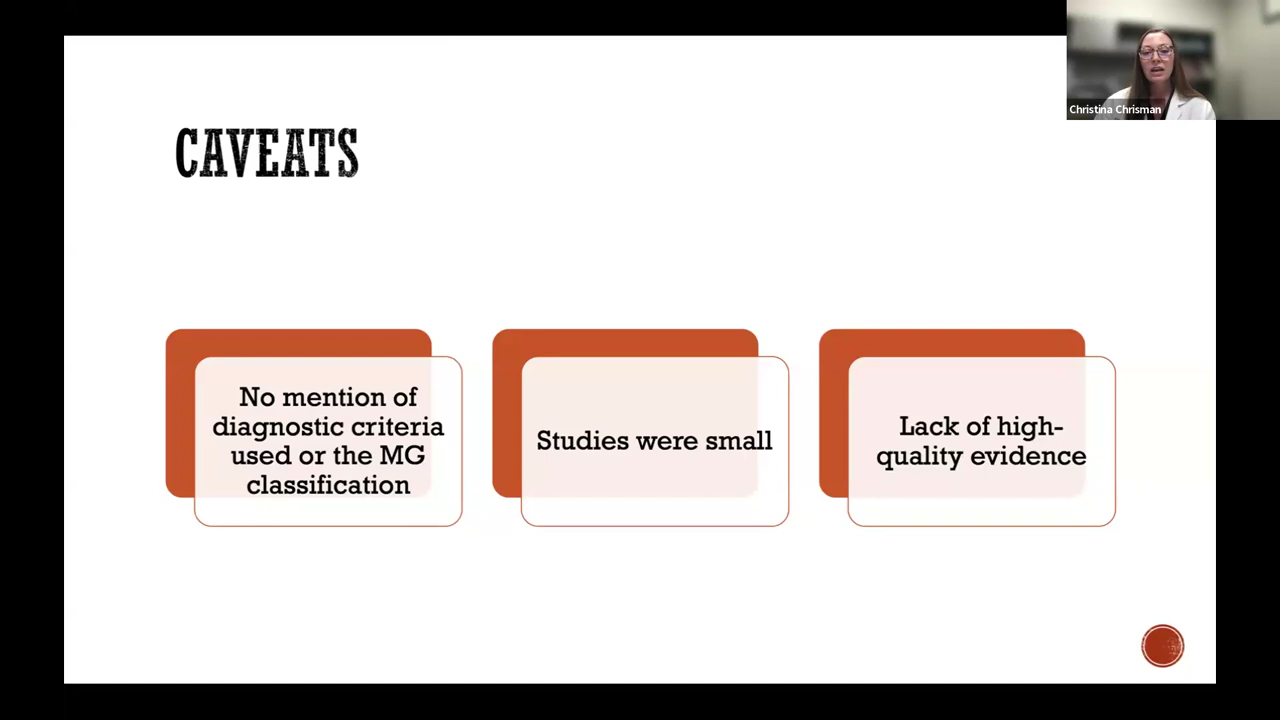 Christina Chrisman
CAVEATS
No mention of
diagnostic criteria
used or the MG
classification
Studies were small
Lack of high-
quality evidence